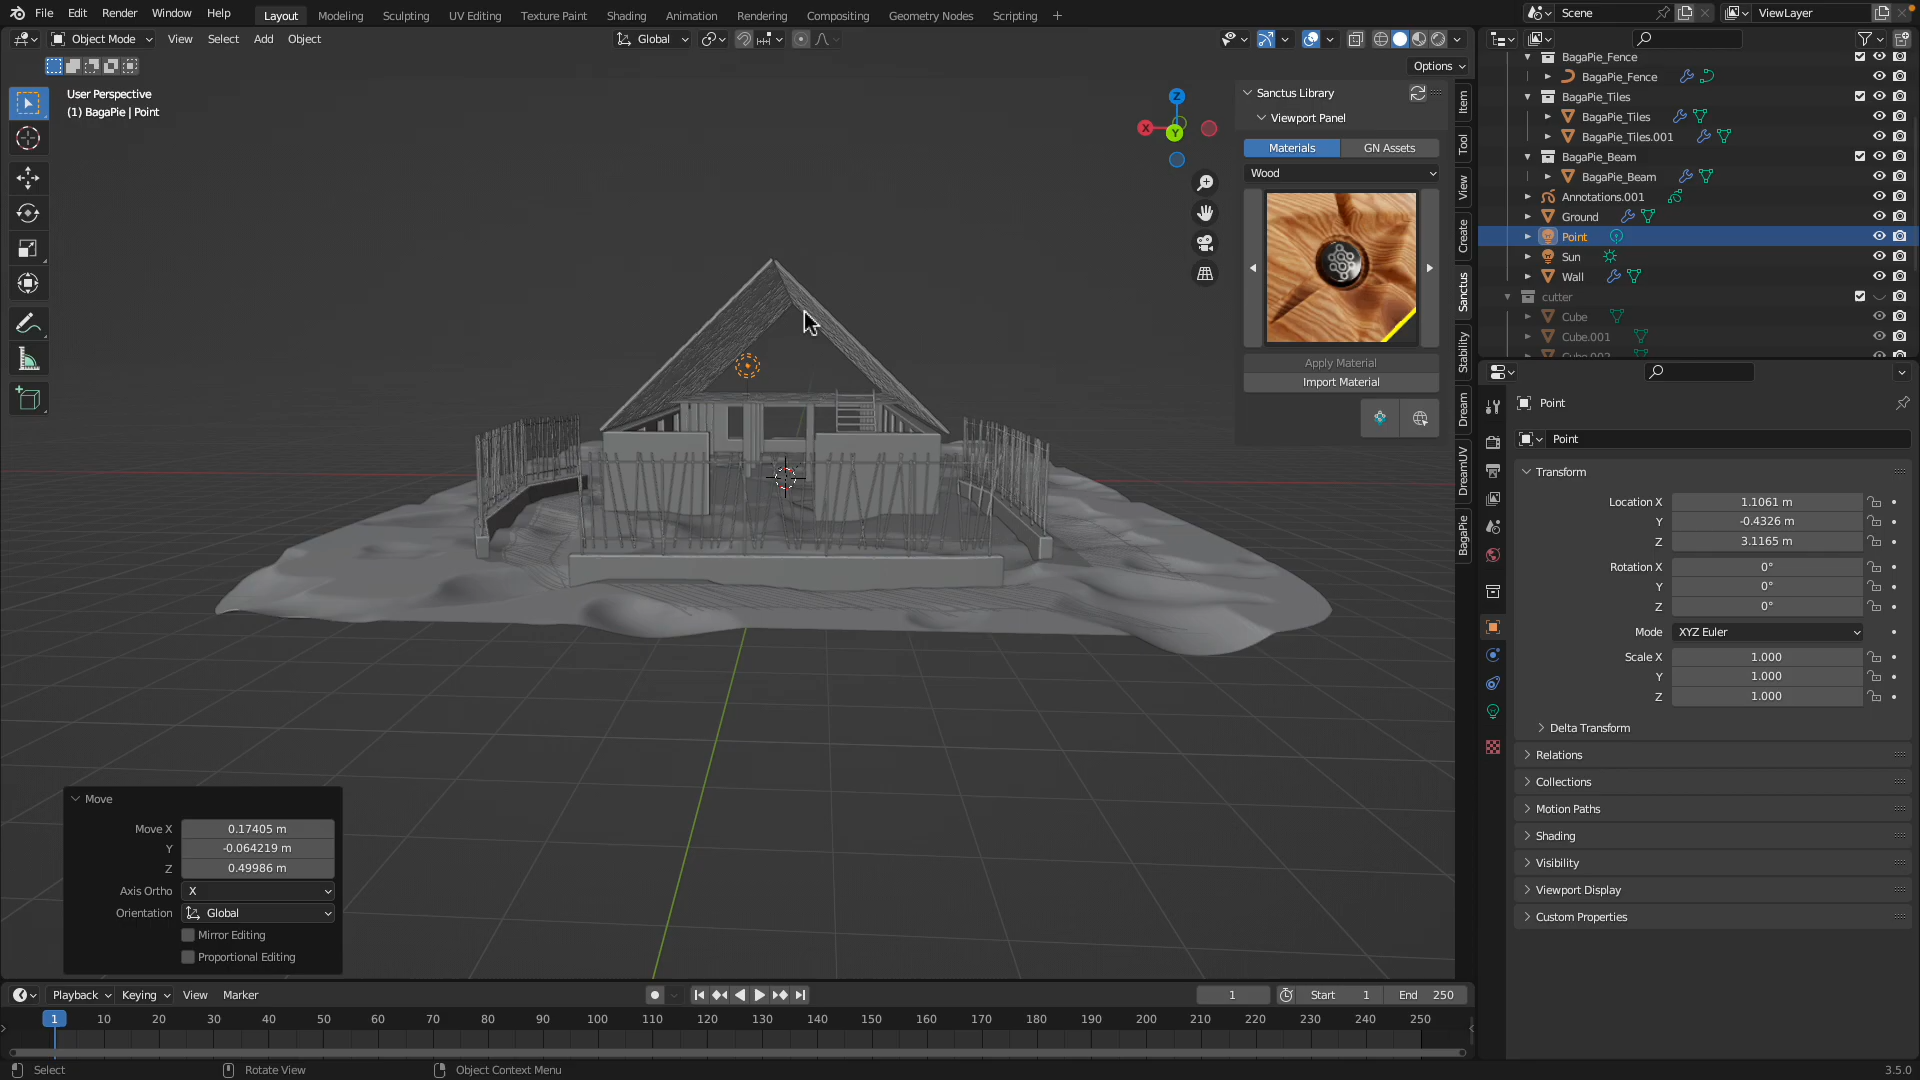 File Edit Render Window Help Layout Modeling Sculpting UV Editing Texture Paint Shading Animation Rendering Compositing Geometry Nodes Scripting + Scene ViewLayer
Object Mode View Select Add Object Global
Options
User Perspective
(1) BagaPie | Point
Z
X
Y
Sanctus Library
Viewport Panel
Materials GN Assets
Wood
Apply Material
Import Material
Item
Tool
View
Create
Sanctus
Stability
Dream
DreamUV
BagaPie
BagaPie_Fence
BagaPie_Fence
BagaPie_Tiles
BagaPie_Tiles
BagaPie_Tiles.001
BagaPie_Beam
BagaPie_Beam
Annotations.001
Ground
Point
Sun
Wall
cutter
Cube
Cube.001
Cube.002
Point
Point
Transform
Location X 1.1061 m
Y -0.4326 m
Z 3.1165 m
Rotation X 0°
Y 0°
Z 0°
Mode XYZ Euler
Scale X 1.000
Y 1.000
Z 1.000
Delta Transform
Relations
Collections
Motion Paths
Shading
Visibility
Viewport Display
Custom Properties
Move
Move X 0.17405 m
Y -0.064219 m
Z 0.49986 m
Axis Ortho X
Orientation Global
Mirror Editing
Proportional Editing
Playback Keying View Marker 1 Start 1 End 250
1 10 20 30 40 50 60 70 80 90 100 110 120 130 140 150 160 170 180 190 200 210 220 230 240 250
Select Rotate View Object Context Menu 3.5.0